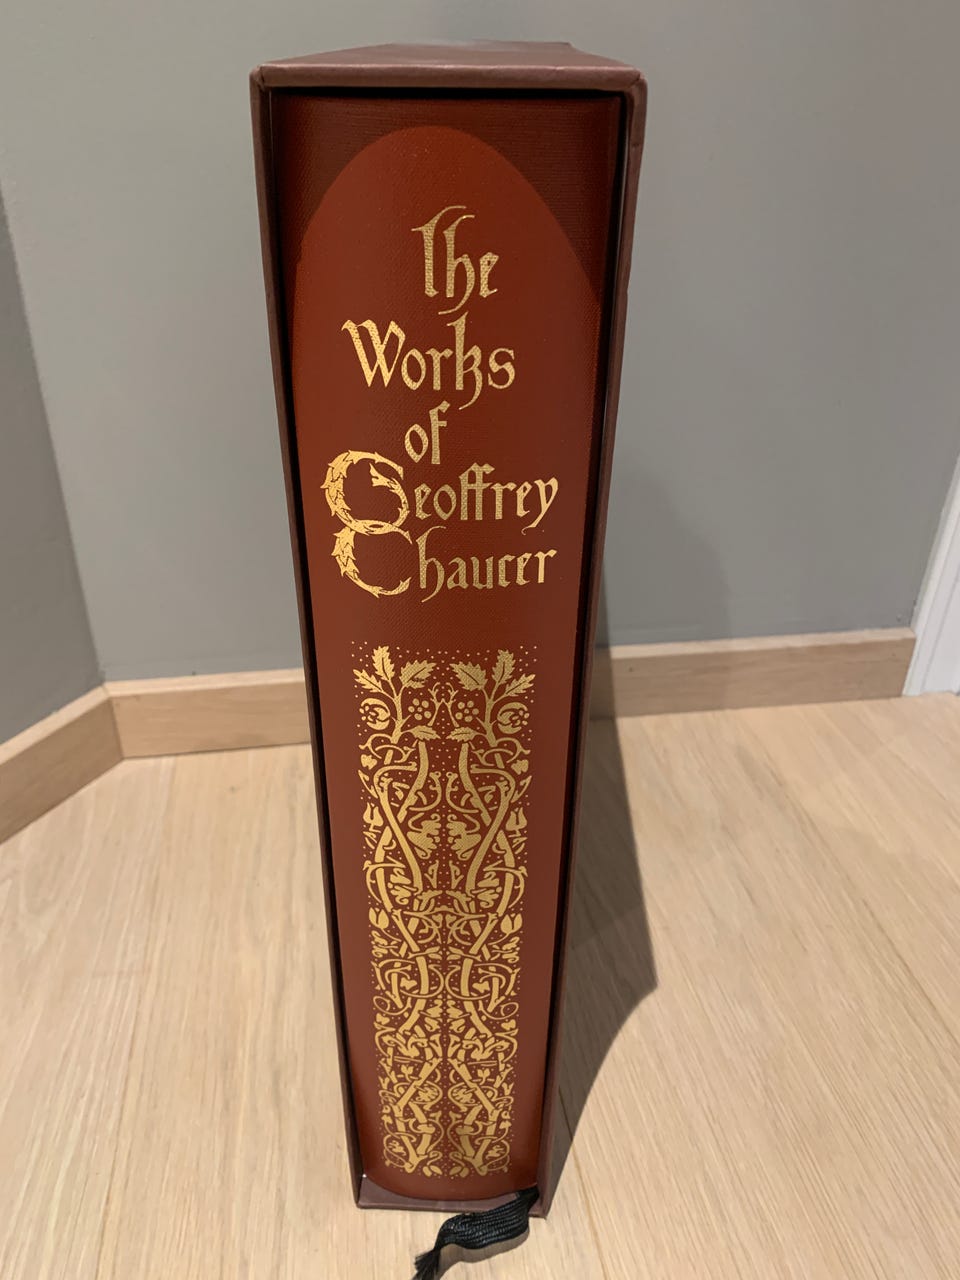 The
Works
of
Geoffrey
Chaucer